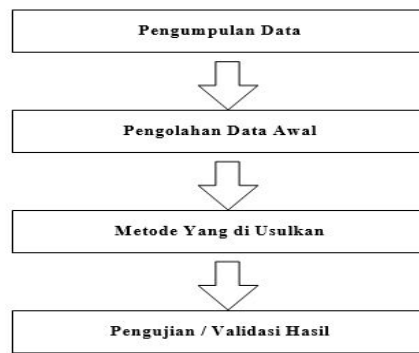 Pengumpulan Data
Pengolahan Data Awal
Metode Yang di Usulkan
Pengujian / Validasi Hasil